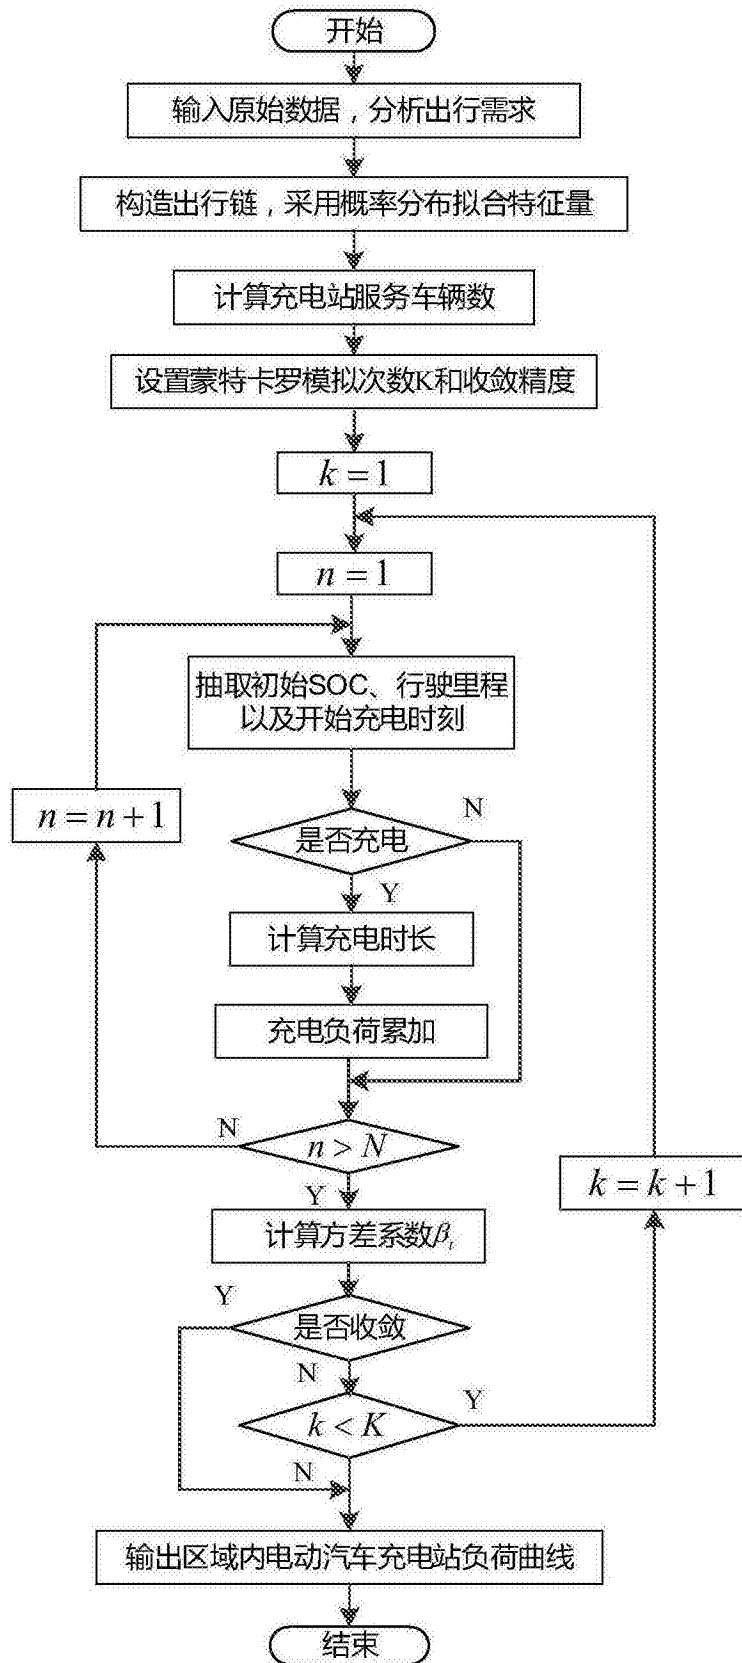 开始
输入原始数据，分析出行需求
构造出行链，采用概率分布拟合特征量
计算充电站服务车辆数
设置蒙特卡罗模拟次数K和收敛精度
k = 1
n = 1
抽取初始SOC、行驶里程
以及开始充电时刻
n = n + 1
N
是否充电
Y
计算充电时长
充电负荷累加
N
n > N
Y
k = k + 1
计算方差系数βt
Y
是否收敛
N
Y
k < K
N
输出区域内电动汽车充电站负荷曲线
结束